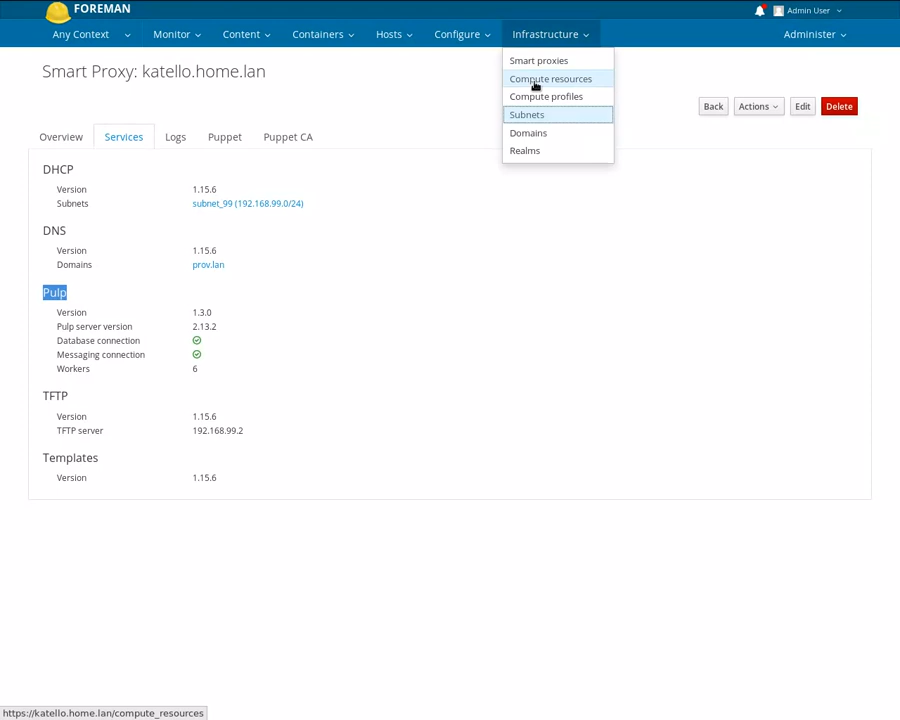 FOREMAN
Admin User
Any Context Monitor Content Containers Hosts Configure Infrastructure Administer
Smart proxies
Compute resources
Compute profiles
Subnets
Domains
Realms
Smart Proxy: katello.home.lan
Back Actions Edit Delete
Overview Services Logs Puppet Puppet CA
DHCP
Version 1.15.6
Subnets subnet_99 (192.168.99.0/24)
DNS
Version 1.15.6
Domains prov.lan
Pulp
Version 1.3.0
Pulp server version 2.13.2
Database connection
Messaging connection
Workers 6
TFTP
Version 1.15.6
TFTP server 192.168.99.2
Templates
Version 1.15.6
https://katello.home.lan/compute_resources